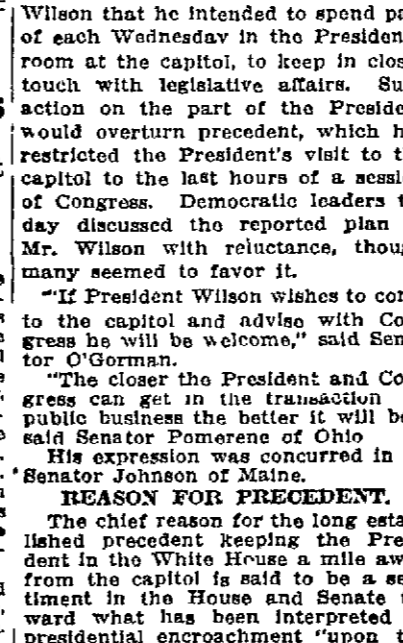 Wilson that he intended to spend pa
of each Wednesday in the Presiden
room at the capitol, to keep in clos
touch with legislative affairs. Su
action on the part of the Preside
would overturn precedent, which h
restricted the President's visit to t
capitol to the last hours of a sessi
of Congress. Democratic leaders t
day discussed the reported plan
Mr. Wilson with reluctance, thoug
many seemed to favor it.
"If President Wilson wishes to com
to the capitol and advise with Co
gress he will be welcome," said Sen
tor O'Gorman.
"The closer the President and Co
gress can get in the transaction
public business the better it will b
said Senator Pomerene of Ohio
His expression was concurred in
Senator Johnson of Maine.
REASON FOR PRECEDENT.
The chief reason for the long esta
lished precedent keeping the Pre
dent in the White House a mile aw
from the capitol is said to be a se
timent in the House and Senate t
ward what has been interpreted
presidential encroachment "upon t